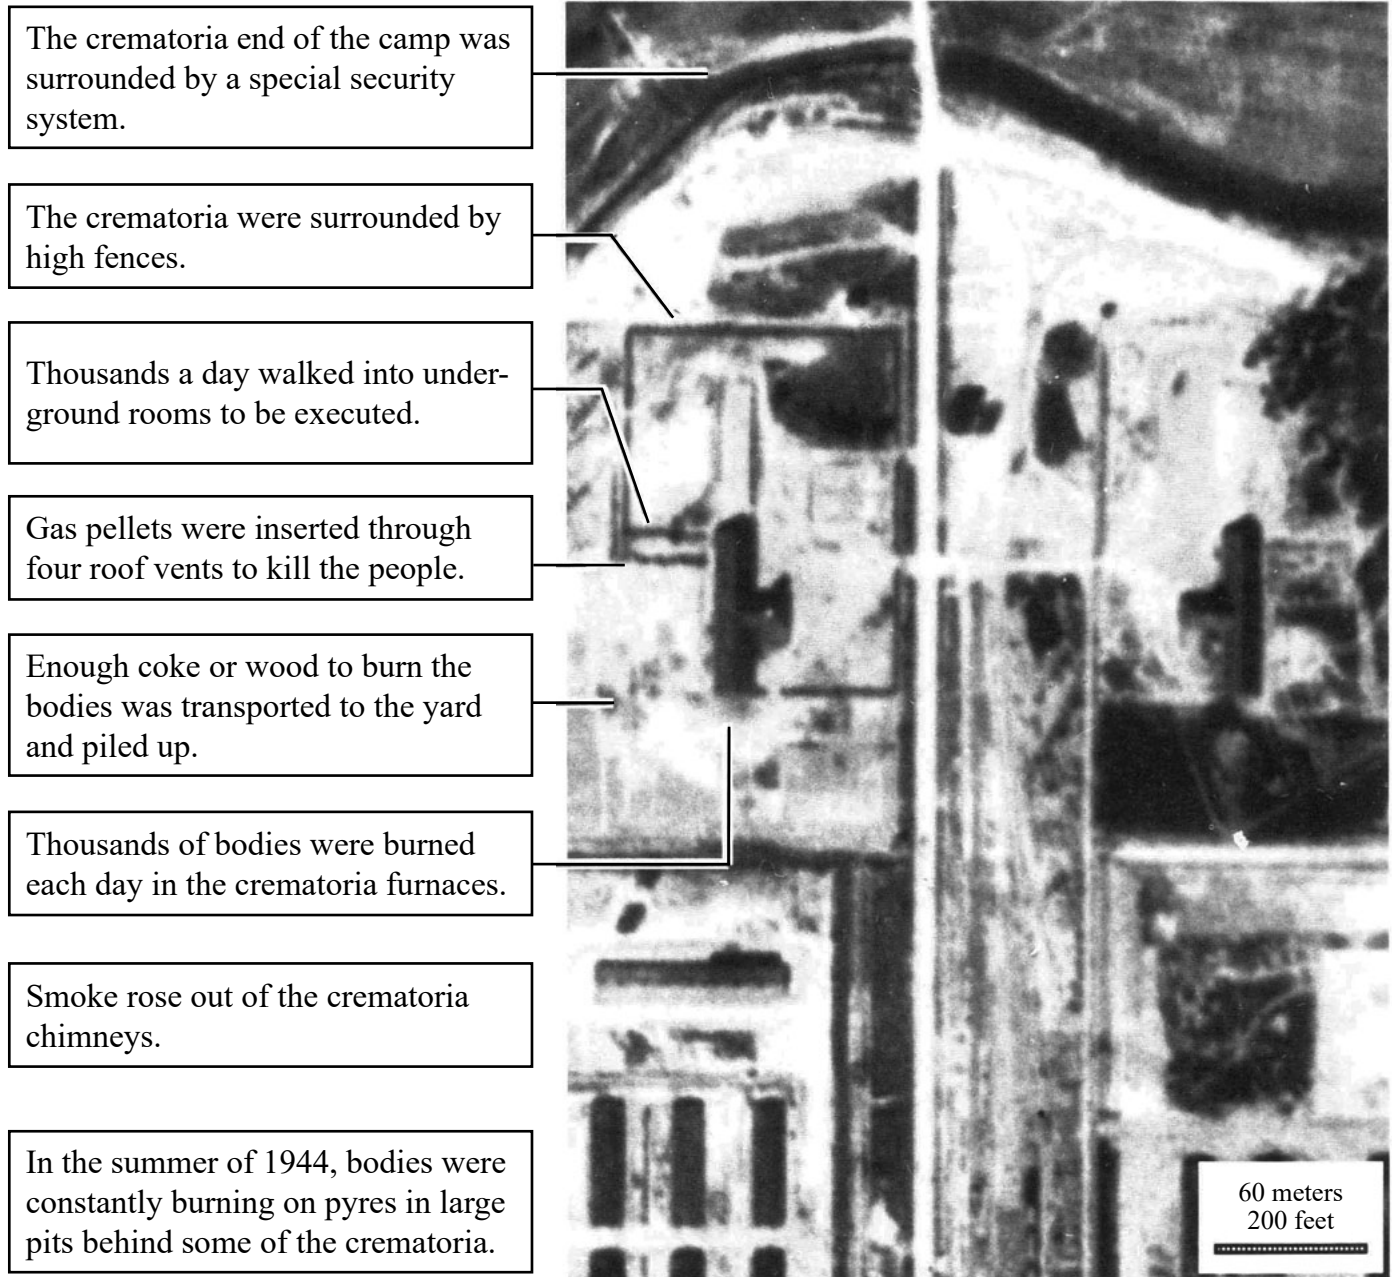 The crematoria end of the camp was
surrounded by a special security
system.
The crematoria were surrounded by
high fences.
Thousands a day walked into under-
ground rooms to be executed.
Gas pellets were inserted through
four roof vents to kill the people.
Enough coke or wood to burn the
bodies was transported to the yard
and piled up.
Thousands of bodies were burned
each day in the crematoria furnaces.
Smoke rose out of the crematoria
chimneys.
In the summer of 1944, bodies were
constantly burning on pyres in large
pits behind some of the crematoria.
60 meters
200 feet